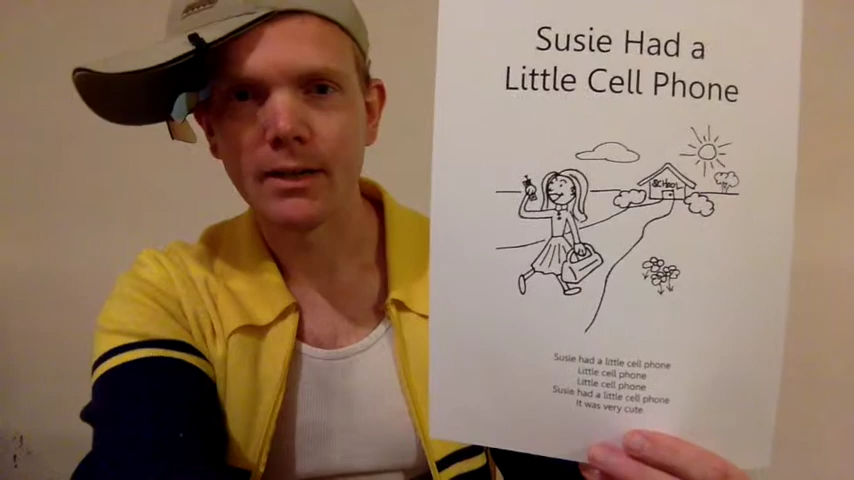 Susie Had a
Little Cell Phone
SCHOOL
Susie had a little cell phone
Little cell phone
Little cell phone
Susie had a little cell phone
It was very cute